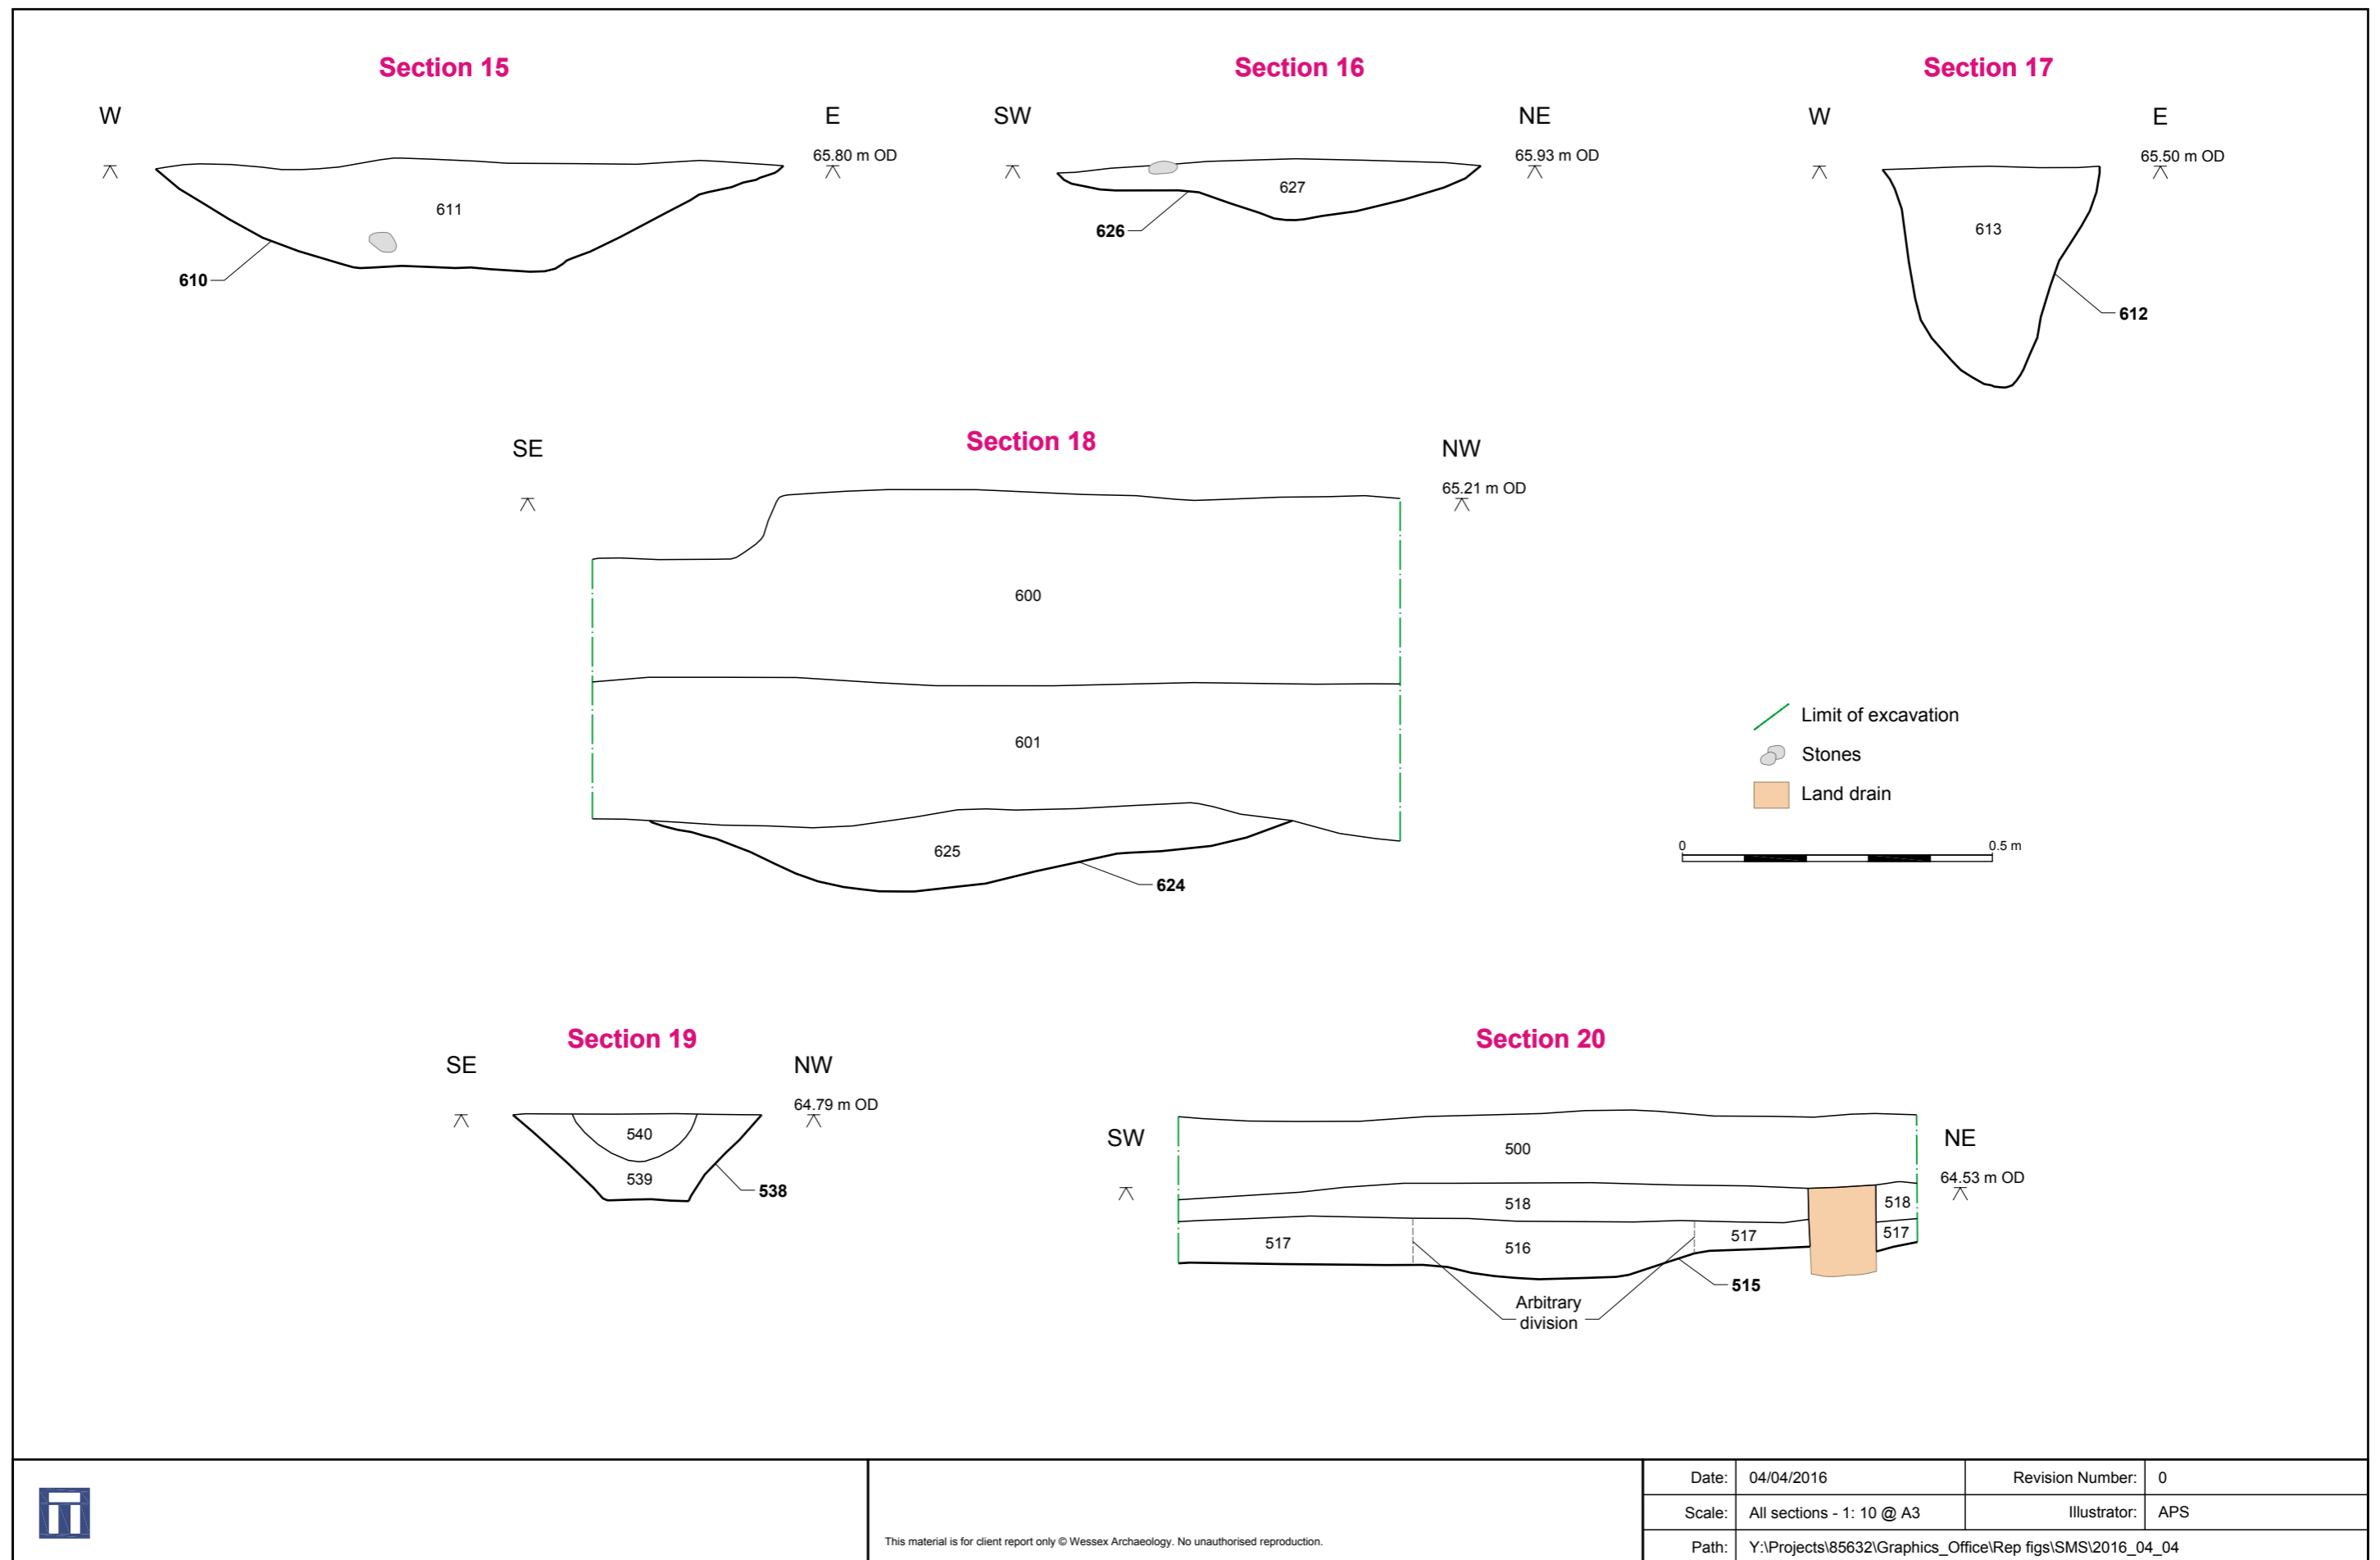 Section 15
W
E
65.80 m OD
611
610
Section 16
SW
NE
65.93 m OD
627
626
Section 17
W
E
65.50 m OD
613
612
Section 18
SE
NW
65.21 m OD
600
601
625
624
Limit of excavation
Stones
Land drain
0
0.5 m
Section 19
SE
NW
64.79 m OD
540
539
538
Section 20
SW
NE
64.53 m OD
500
518
518
517
516
517
517
515
Arbitrary
division
This material is for client report only © Wessex Archaeology. No unauthorised reproduction.
Date: 04/04/2016 Revision Number: 0
Scale: All sections - 1: 10 @ A3 Illustrator: APS
Path: Y:\Projects\85632\Graphics_Office\Rep figs\SMS\2016_04_04